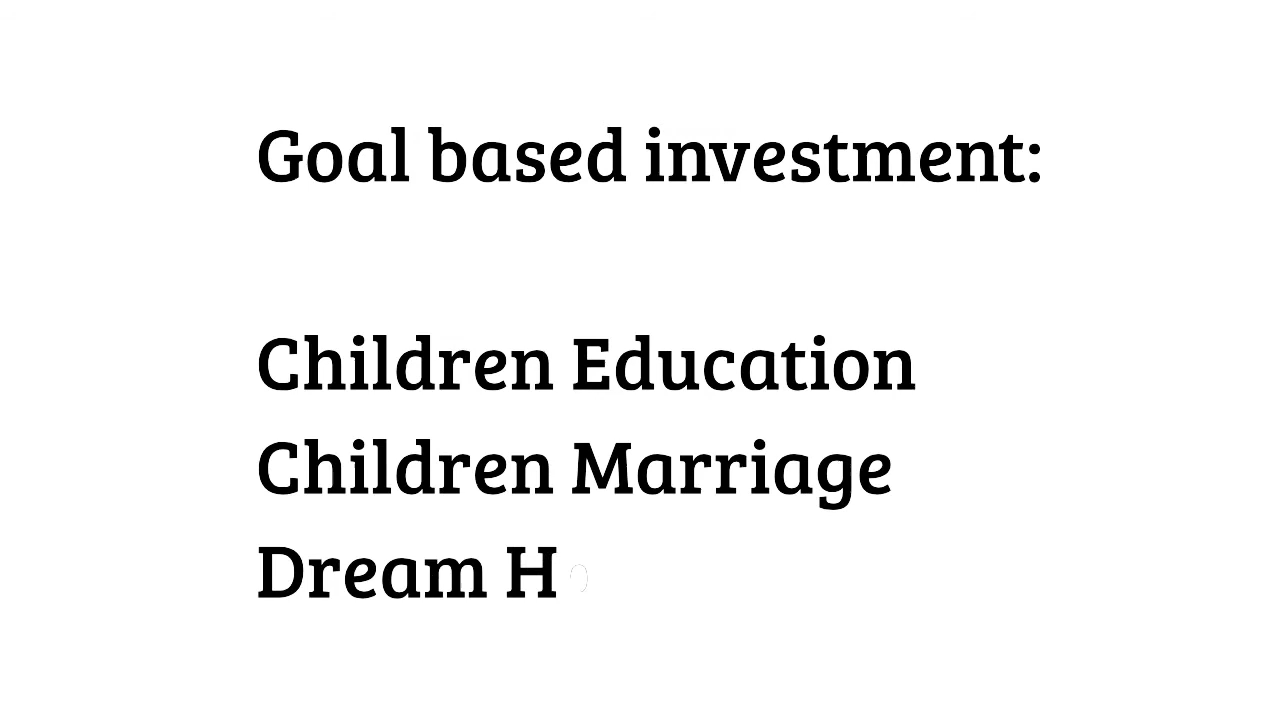 Goal based investment:
Children Education
Children Marriage
Dream H